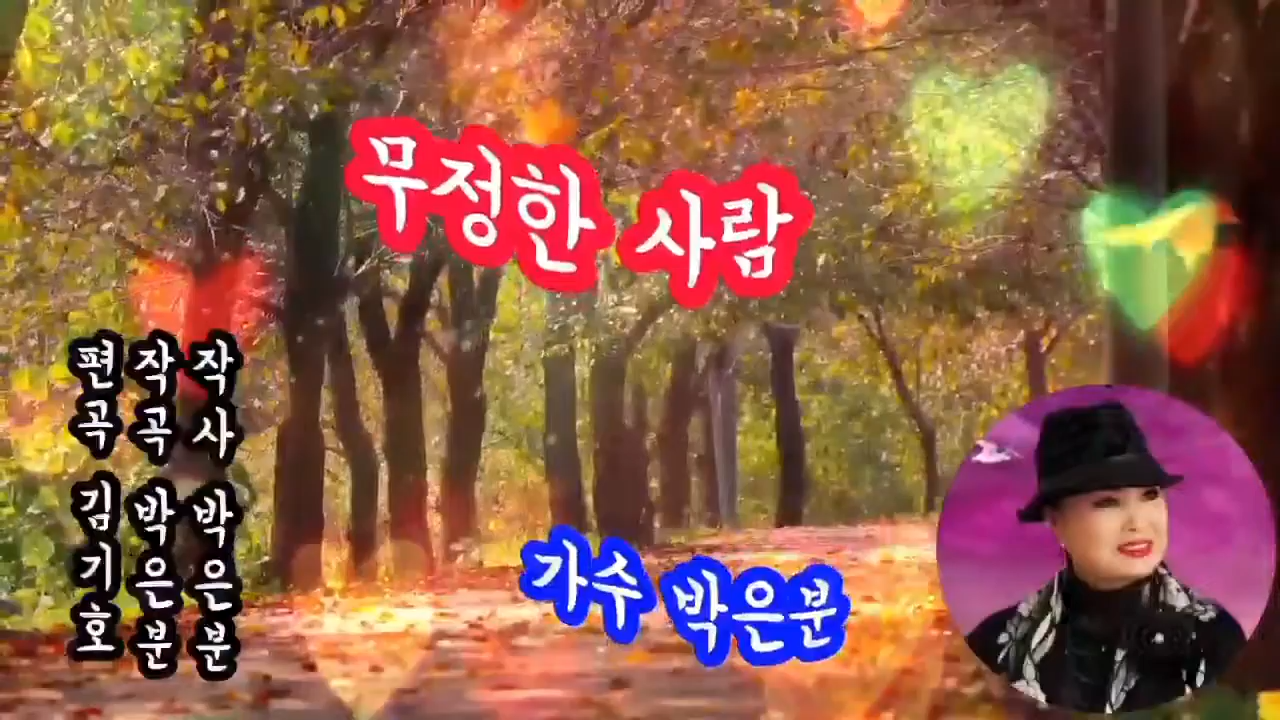 무정한 사람
작사 박은분
작곡 박은분
편곡 김기호
가수 박은분